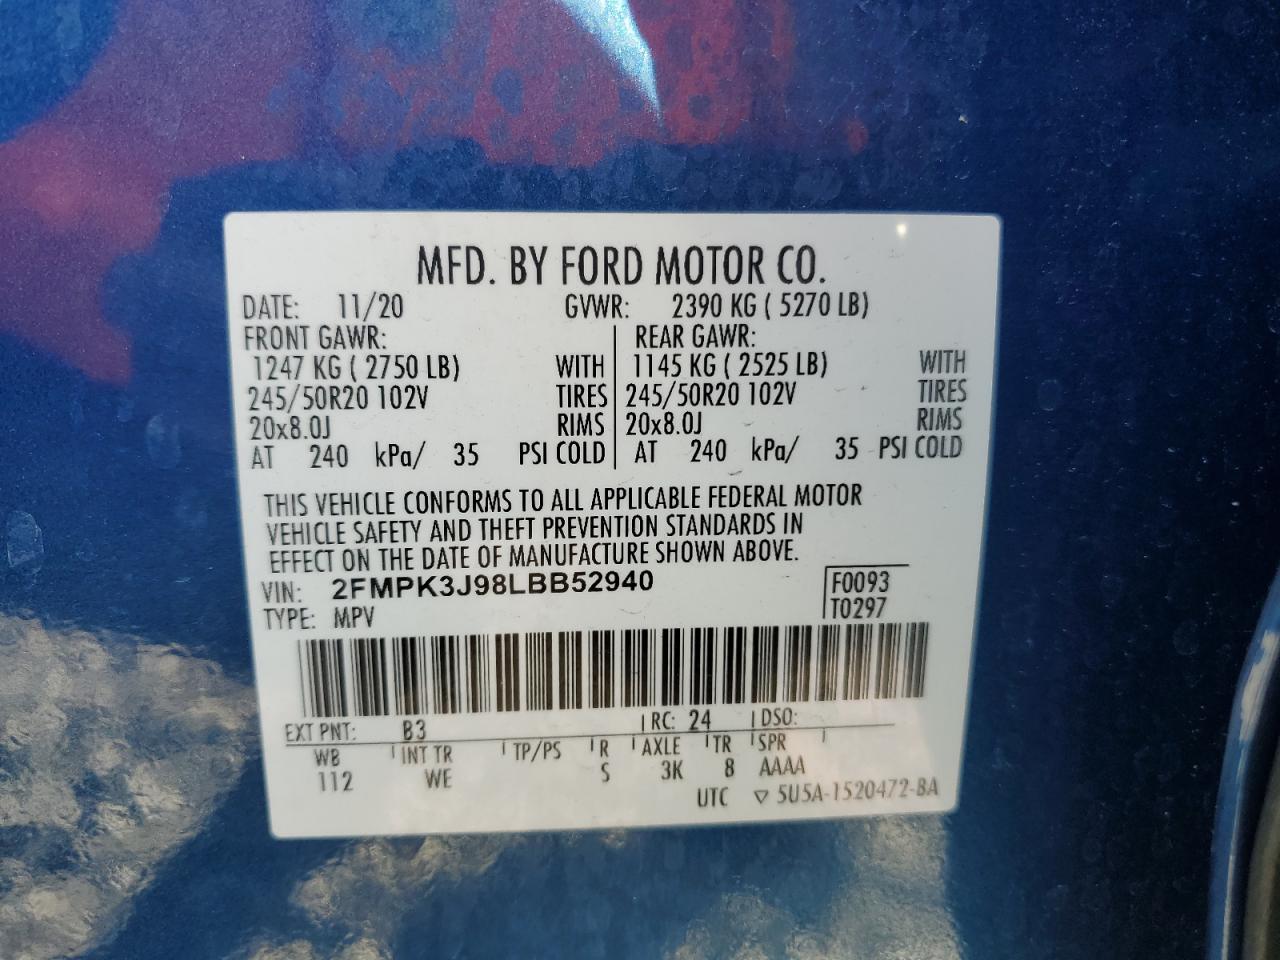 MFD. BY FORD MOTOR CO.
DATE: 11/20 GVWR: 2390 KG ( 5270 LB)
FRONT GAWR: REAR GAWR:
1247 KG ( 2750 LB) WITH 1145 KG ( 2525 LB) WITH
245/50R20 102V TIRES 245/50R20 102V TIRES
20x8.0J RIMS 20x8.0J RIMS
AT 240 kPa/ 35 PSI COLD AT 240 kPa/ 35 PSI COLD
THIS VEHICLE CONFORMS TO ALL APPLICABLE FEDERAL MOTOR
VEHICLE SAFETY AND THEFT PREVENTION STANDARDS IN
EFFECT ON THE DATE OF MANUFACTURE SHOWN ABOVE.
VIN: 2FMPK3J98LBB52940 F0093
TYPE: MPV T0297
EXT PNT: B3 RC: 24 DSO:
WB INT TR TP/PS R AXLE TR SPR
112 WE S 3K 8 AAAA
UTC ▽ 5U5A-1520472-BA